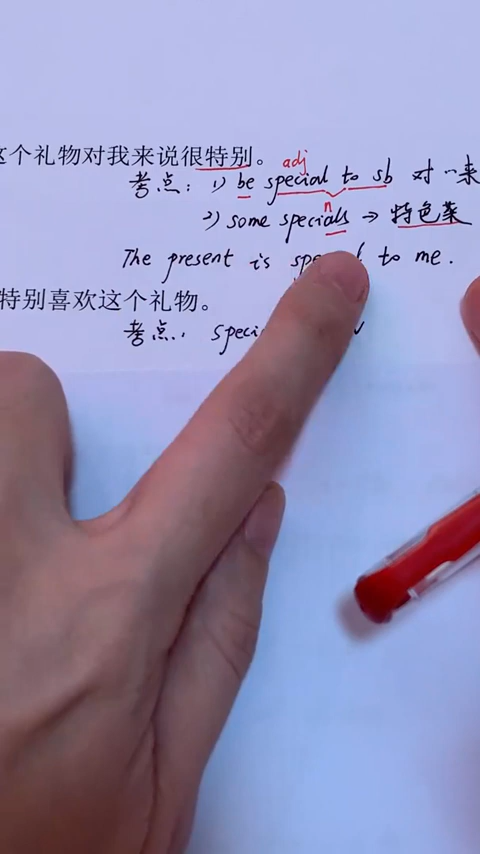 这个礼物对我来说很特别。 adj
考点：1) be special to sb 对…来
n
2) some specials → 特色菜
The present is to me.
特别喜欢这个礼物。
考点：